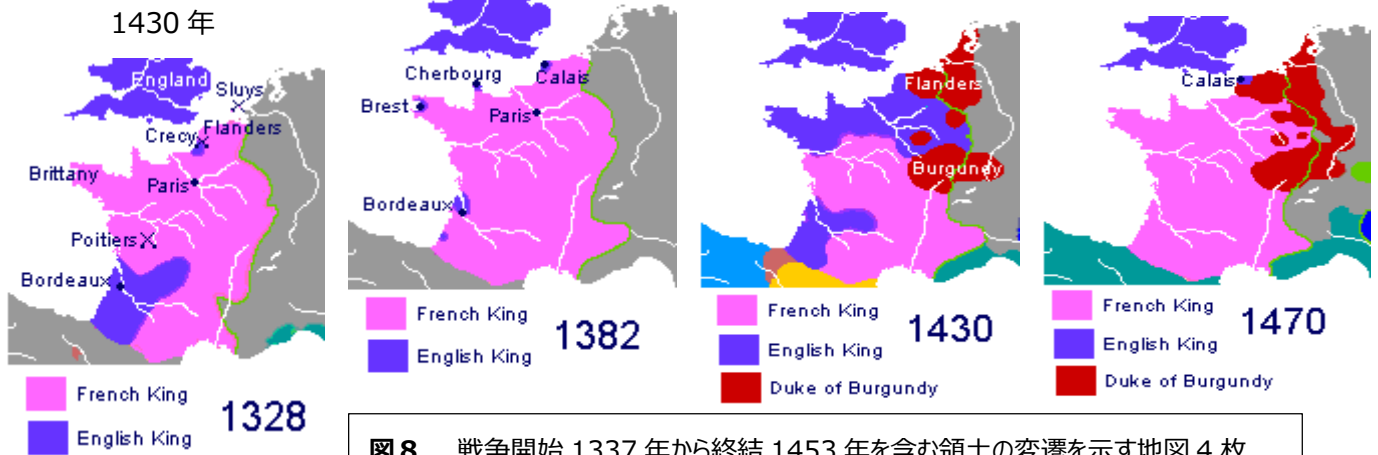 1430 年
England
Sluys
Crecy
Flanders
Brittany
Paris
Poitiers
Bordeaux
French King
English King
1328
Cherbourg
Calais
Brest
Paris
Bordeaux
French King
English King
1382
Flanders
Burgundy
French King
English King
Duke of Burgundy
1430
Calais
French King
English King
Duke of Burgundy
1470
図8 戦争開始 1337 年から終結 1453 年を含む領土の変遷を示す地図 4 枚